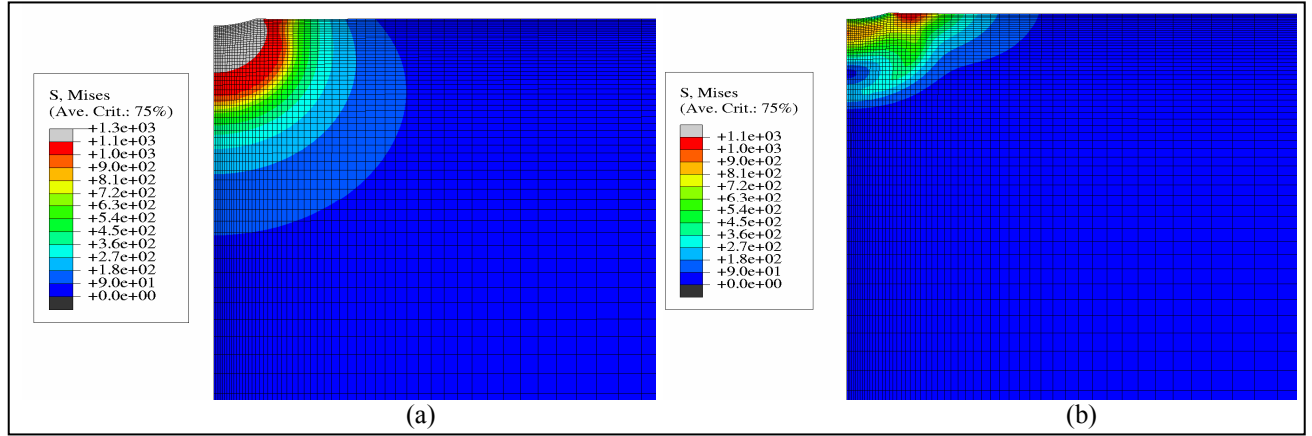 S, Mises
(Ave. Crit.: 75%)
+1.3e+03
+1.1e+03
+1.0e+03
+9.0e+02
+8.1e+02
+7.2e+02
+6.3e+02
+5.4e+02
+4.5e+02
+3.6e+02
+2.7e+02
+1.8e+02
+9.0e+01
+0.0e+00
(a)
S, Mises
(Ave. Crit.: 75%)
+1.1e+03
+1.0e+03
+9.0e+02
+8.1e+02
+7.2e+02
+6.3e+02
+5.4e+02
+4.5e+02
+3.6e+02
+2.7e+02
+1.8e+02
+9.0e+01
+0.0e+00
(b)